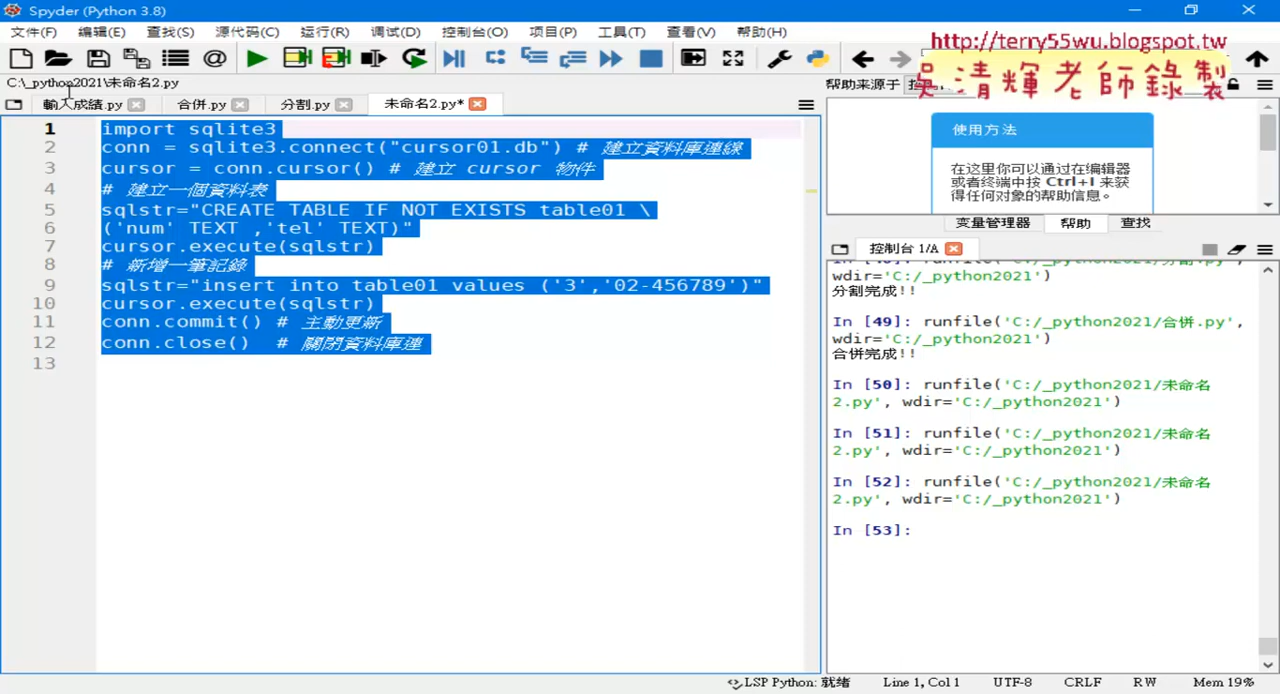 Spyder (Python 3.8)
文件(F) 编辑(E) 查找(S) 源代码(C) 运行(R) 调试(D) 控制台(O) 项目(P) 工具(T) 查看(V) 帮助(H)
http://terry55wu.blogspot.tw
吳清輝老師錄製
C:\_python2021\未命名2.py
帮助来源于
輸入成績.py 合併.py 分割.py 未命名2.py*
1 import sqlite3
2 conn = sqlite3.connect("cursor01.db") # 建立資料庫連線
3 cursor = conn.cursor() # 建立 cursor 物件
4 # 建立一個資料表
5 sqlstr="CREATE TABLE IF NOT EXISTS table01 \
6 ('num' TEXT ,'tel' TEXT)"
7 cursor.execute(sqlstr)
8 # 新增一筆記錄
9 sqlstr="insert into table01 values ('3','02-456789')"
10 cursor.execute(sqlstr)
11 conn.commit() # 主動更新
12 conn.close()  # 關閉資料庫連
13
使用方法
在这里你可以通过在编辑器
或者终端中按 Ctrl+I 来获
得任何对象的帮助信息。
变量管理器 帮助 查找
控制台 1/A
wdir='C:/_python2021')
分割完成!!
In [49]: runfile('C:/_python2021/合併.py',
wdir='C:/_python2021')
合併完成!!
In [50]: runfile('C:/_python2021/未命名
2.py', wdir='C:/_python2021')
In [51]: runfile('C:/_python2021/未命名
2.py', wdir='C:/_python2021')
In [52]: runfile('C:/_python2021/未命名
2.py', wdir='C:/_python2021')
In [53]:
LSP Python: 就绪 Line 1, Col 1 UTF-8 CRLF RW Mem 19%